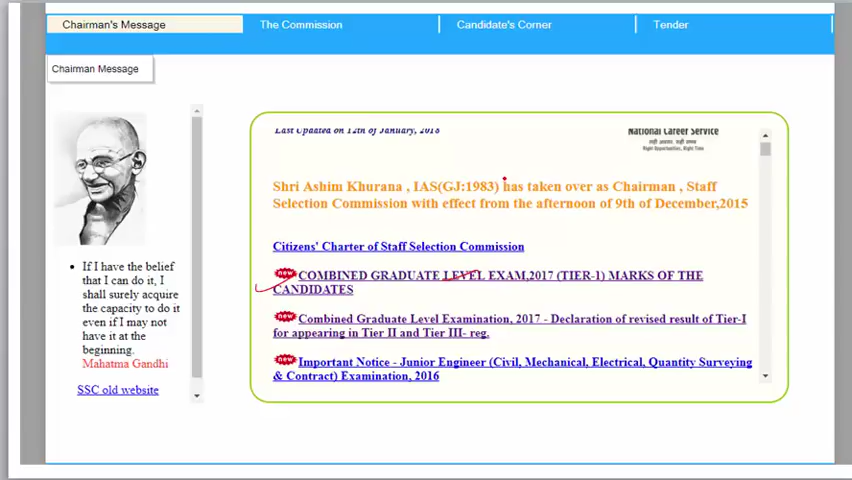 Chairman's Message
The Commission
Candidate's Corner
Tender
Chairman Message
If I have the belief
that I can do it, I
shall surely acquire
the capacity to do it
even if I may not
have it at the
beginning.
Mahatma Gandhi
SSC old website
Last Updated on 12th of January, 2018
National Career Service
Right Opportunities, Right Time
Shri Ashim Khurana , IAS(GJ:1983) has taken over as Chairman , Staff
Selection Commission with effect from the afternoon of 9th of December,2015
Citizens' Charter of Staff Selection Commission
new COMBINED GRADUATE LEVEL EXAM,2017 (TIER-1) MARKS OF THE
CANDIDATES
new Combined Graduate Level Examination, 2017 - Declaration of revised result of Tier-I
for appearing in Tier II and Tier III- reg.
new Important Notice - Junior Engineer (Civil, Mechanical, Electrical, Quantity Surveying
& Contract) Examination, 2016